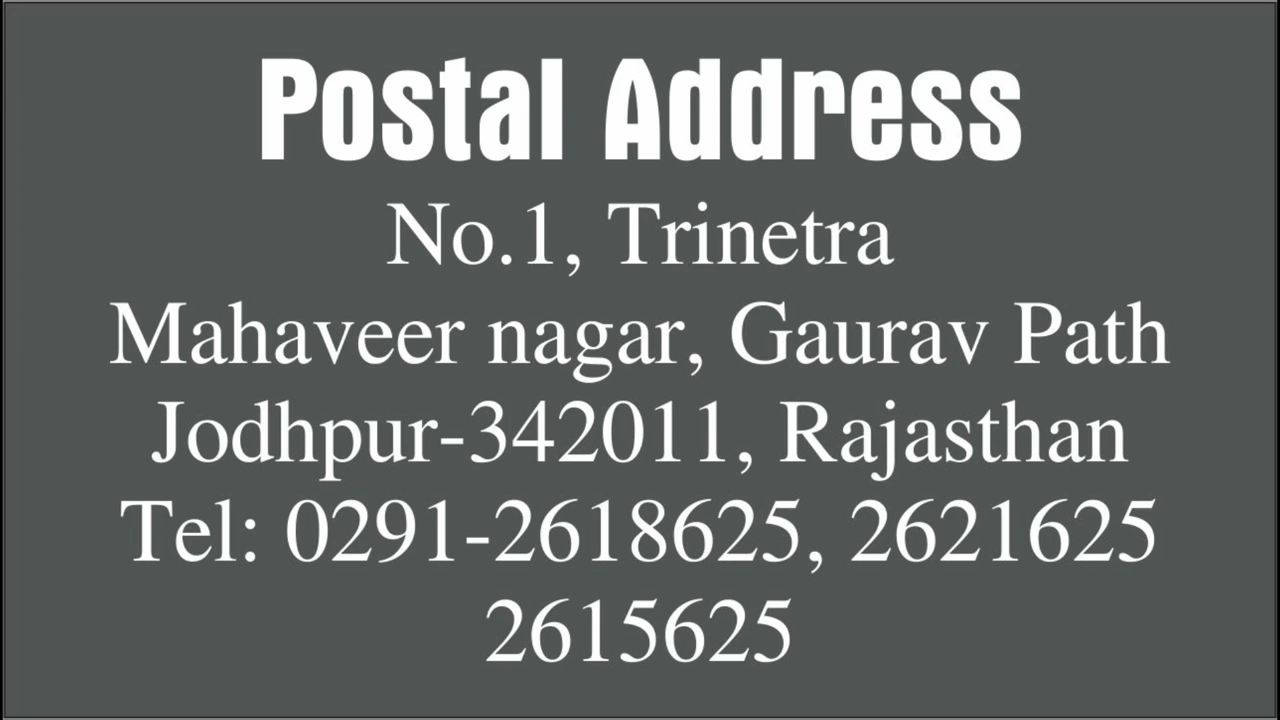 Postal Address
No.1, Trinetra
Mahaveer nagar, Gaurav Path
Jodhpur-342011, Rajasthan
Tel: 0291-2618625, 2621625
2615625